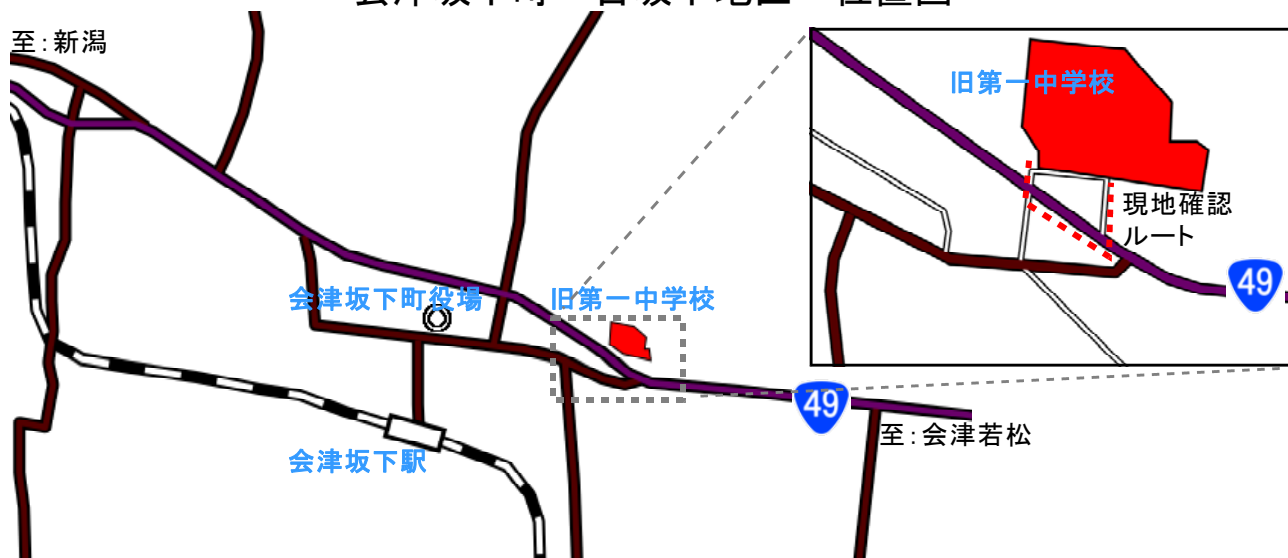 至：新潟
旧第一中学校
現地確認
ルート
49
会津坂下町役場
旧第一中学校
49
至：会津若松
会津坂下駅